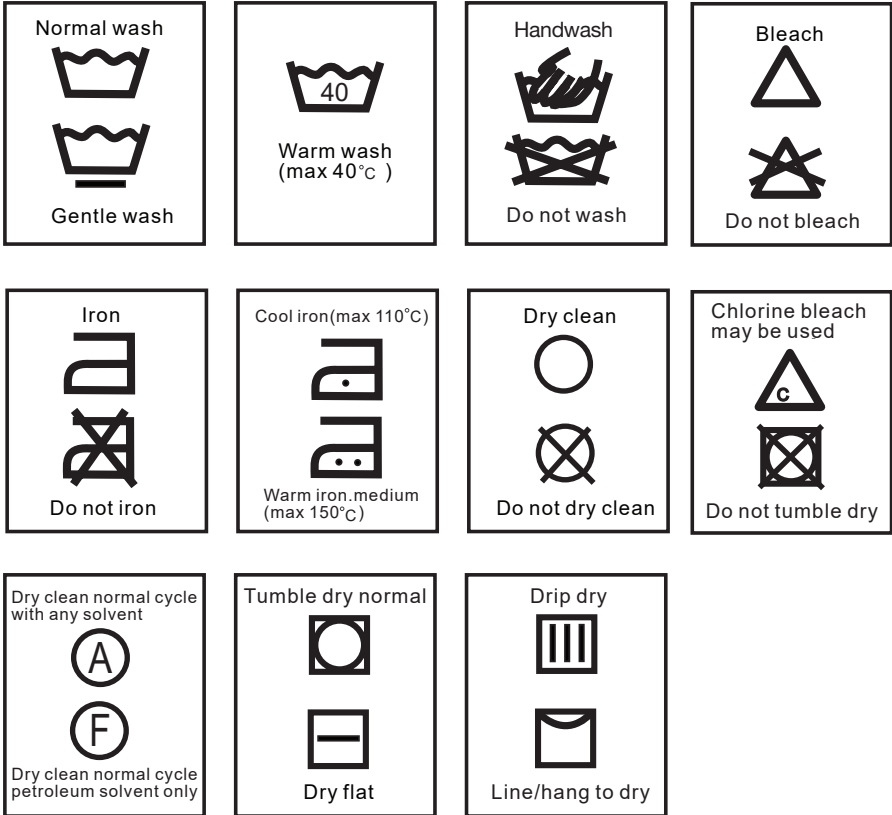 Normal wash
Gentle wash
40
Warm wash
(max 40°C )
Handwash
Do not wash
Bleach
Do not bleach
Iron
Do not iron
Cool iron(max 110°C)
Warm iron.medium
(max 150°C)
Dry clean
Do not dry clean
Chlorine bleach
may be used
C
Do not tumble dry
Dry clean normal cycle
with any solvent
A
F
Dry clean normal cycle
petroleum solvent only
Tumble dry normal
Dry flat
Drip dry
Line/hang to dry